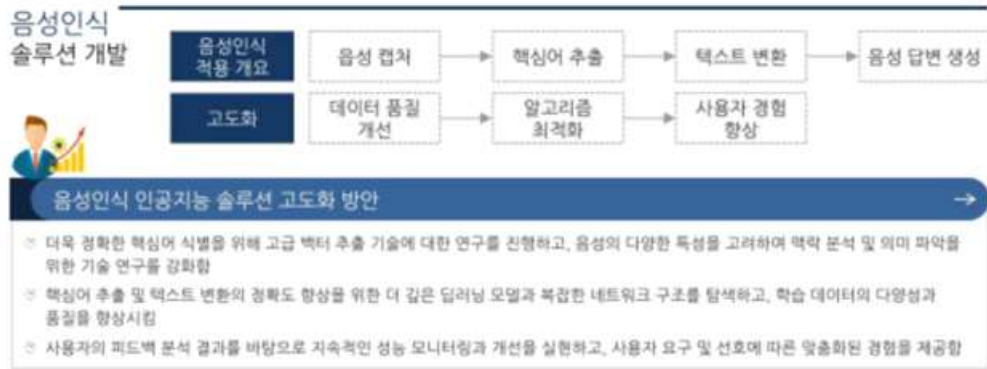 음성인식
솔루션 개발
음성인식
적용 개요
음성 캡처
핵심어 추출
텍스트 변환
음성 답변 생성
고도화
데이터 품질
개선
알고리즘
최적화
사용자 경험
향상
음성인식 인공지능 솔루션 고도화 방안
더욱 정확한 핵심어 식별을 위해 고급 벡터 추출 기술에 대한 연구를 진행하고, 음성의 다양한 특성을 고려하여 맥락 분석 및 의미 파악을
위한 기술 연구를 강화함
핵심어 추출 및 텍스트 변환의 정확도 향상을 위한 더 깊은 딥러닝 모델과 복잡한 네트워크 구조를 탐색하고, 학습 데이터의 다양성과
품질을 향상시킴
사용자의 피드백 분석 결과를 바탕으로 지속적인 성능 모니터링과 개선을 실현하고, 사용자 요구 및 선호에 따른 맞춤화된 경험을 제공함